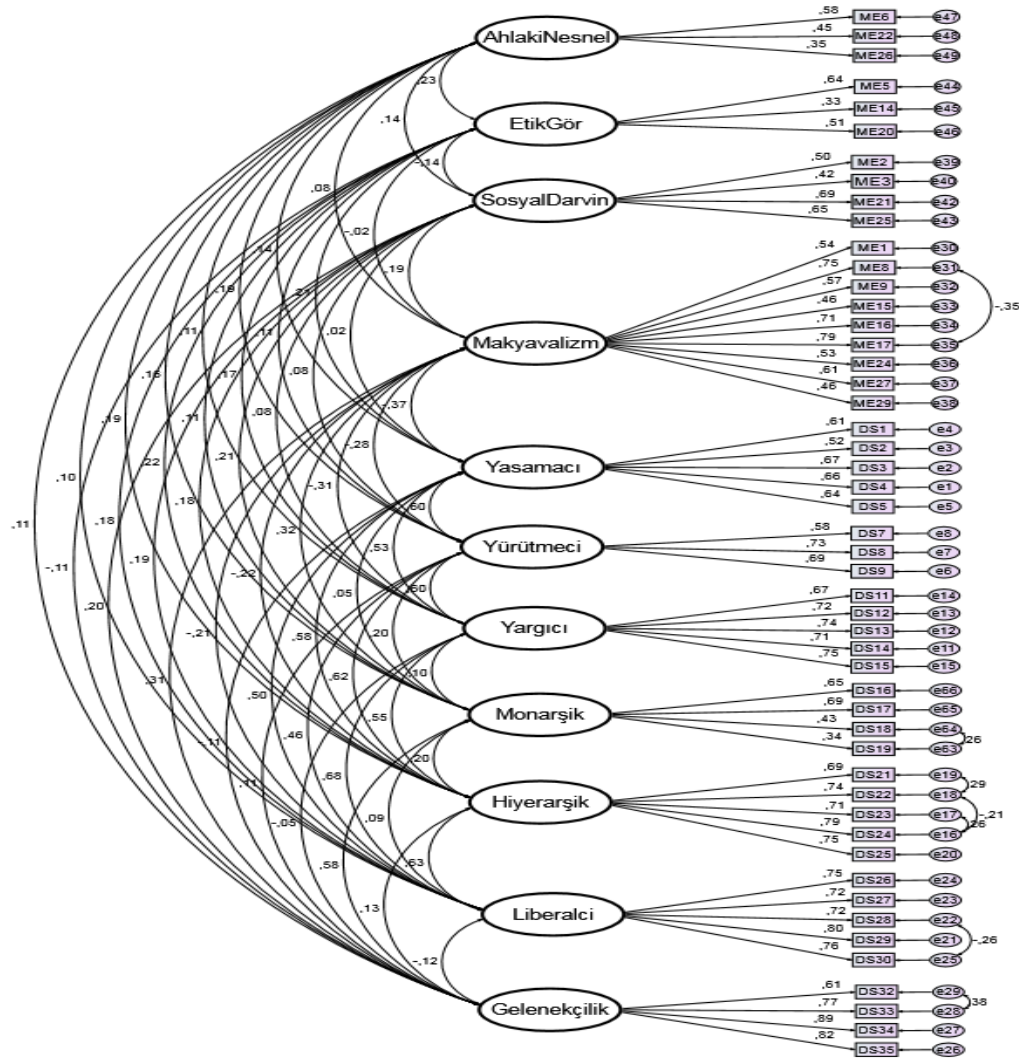 ,58 ME6 e47
AhlakiNesnel ,45 ME22 e48
,35 ME26 e49
,23
,64 ME5 e44
,14 EtikGör ,33 ME14 e45
,51 ME20 e46
-,14
,50 ME2 e39
,08 SosyalDarvin ,42 ME3 e40
,69 ME21 e42
,65 ME25 e43
-,02
,14 ,19 ,54 ME1 e30
,75 ME8 e31
,19 ,21 ,57 ME9 e32
,46 ME15 e33 -,35
,11 ,11 ,02 ,71 ME16 e34
Makyavalizm ,79 ME17 e35
,53 ME24 e36
,16 ,17 ,08 ,61 ME27 e37
-,37 ,46 ME29 e38
,19 ,11 ,08 ,61 DS1 e4
-,28 ,52 DS2 e3
,22 ,21 -,31 Yasamacı ,67 DS3 e2
,10 ,66 DS4 e1
,60 ,64 DS5 e5
,18 ,32
,11 ,18 ,53 ,58 DS7 e8
Yürütmeci ,73 DS8 e7
-,11 ,19 -,22 ,05 ,60 ,69 DS9 e6
,67 DS11 e14
,20 -,21 ,58 ,20 ,72 DS12 e13
Yargıcı ,74 DS13 e12
,71 DS14 e11
,75 DS15 e15
,31 ,62 ,10
,50 ,65 DS16 e66
,55 Monarşik ,69 DS17 e65
,43 DS18 e64
-,11 ,46 ,34 DS19 e63 ,26
,20
,68 ,69 DS21 e19
,11 ,74 DS22 e18 ,29
Hiyerarşik ,71 DS23 e17 -,21
-,05 ,09 ,79 DS24 e16 ,26
,75 DS25 e20
,58 ,63
,75 DS26 e24
,72 DS27 e23
,13 Liberalci ,72 DS28 e22
,80 DS29 e21 -,26
,76 DS30 e25
-,12
,61 DS32 e29
Gelenekçilik ,77 DS33 e28 ,38
,89 DS34 e27
,82 DS35 e26